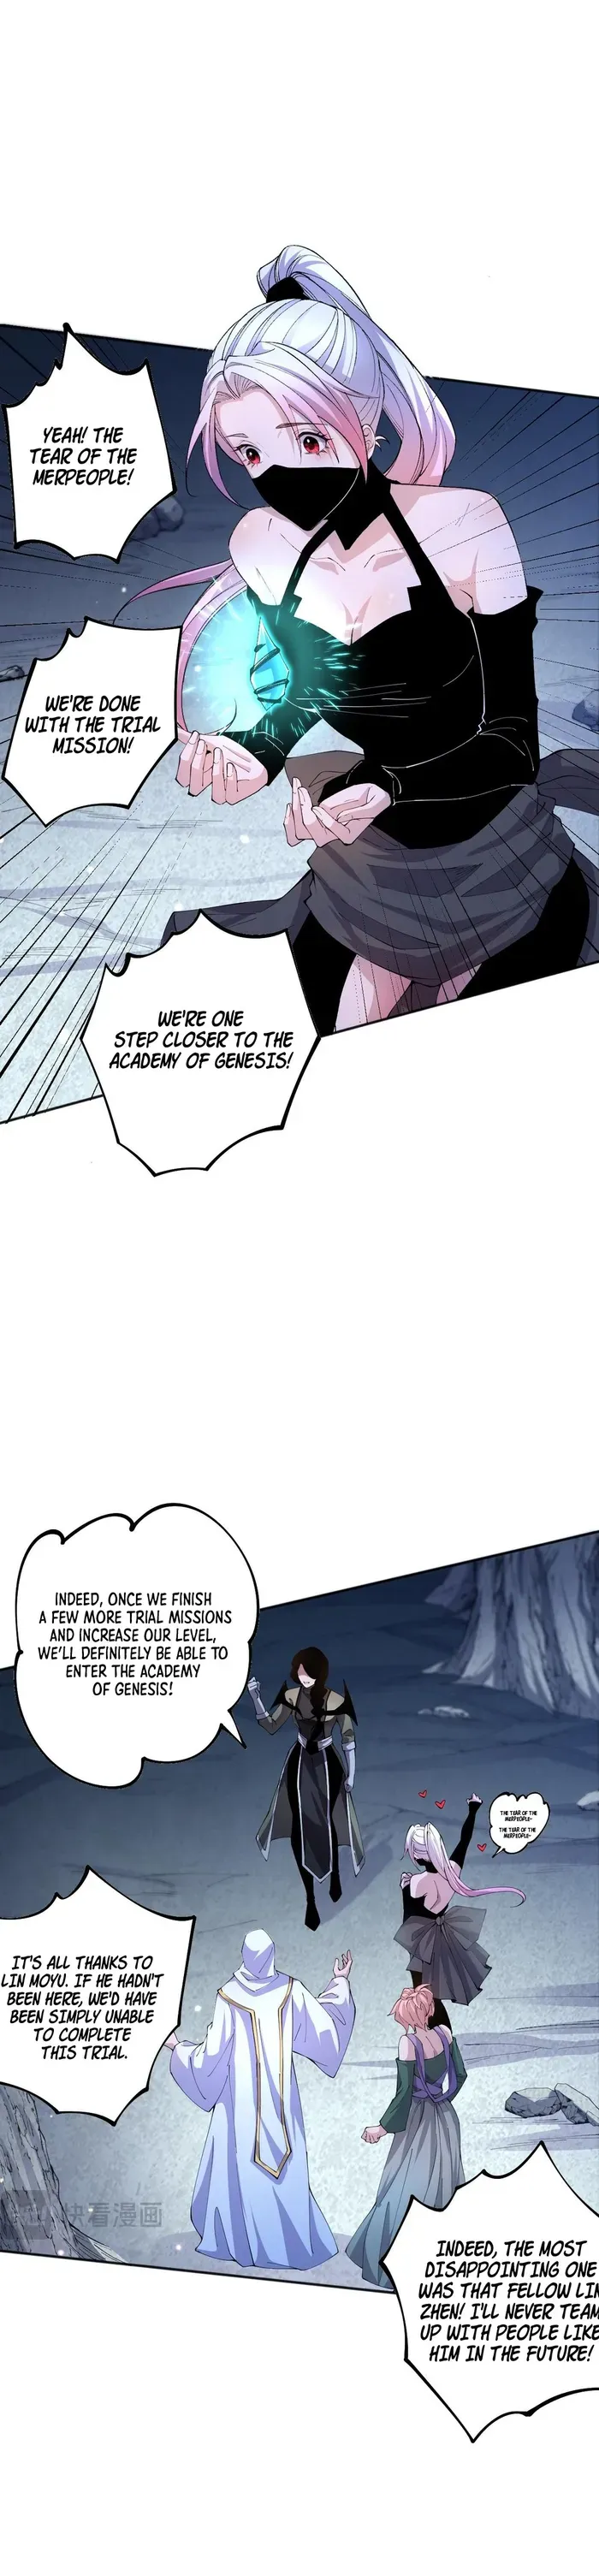 YEAH! THE
TEAR OF THE
MERPEOPLE!
WE'RE DONE
WITH THE TRIAL
MISSION!
WE'RE ONE
STEP CLOSER TO THE
ACADEMY OF GENESIS!
INDEED, ONCE WE FINISH
A FEW MORE TRIAL MISSIONS
AND INCREASE OUR LEVEL,
WE'LL DEFINITELY BE ABLE TO
ENTER THE ACADEMY
OF GENESIS!
THE TEAR OF THE
MERPEOPLE~
THE TEAR OF THE
MERPEOPLE~
IT'S ALL THANKS TO
LIN MOYU. IF HE HADN'T
BEEN HERE, WE'D HAVE
BEEN SIMPLY UNABLE
TO COMPLETE
THIS TRIAL.
快看漫画
INDEED, THE MOST
DISAPPOINTING ONE
WAS THAT FELLOW LIN
ZHEN! I'LL NEVER TEAM
UP WITH PEOPLE LIKE
HIM IN THE FUTURE!